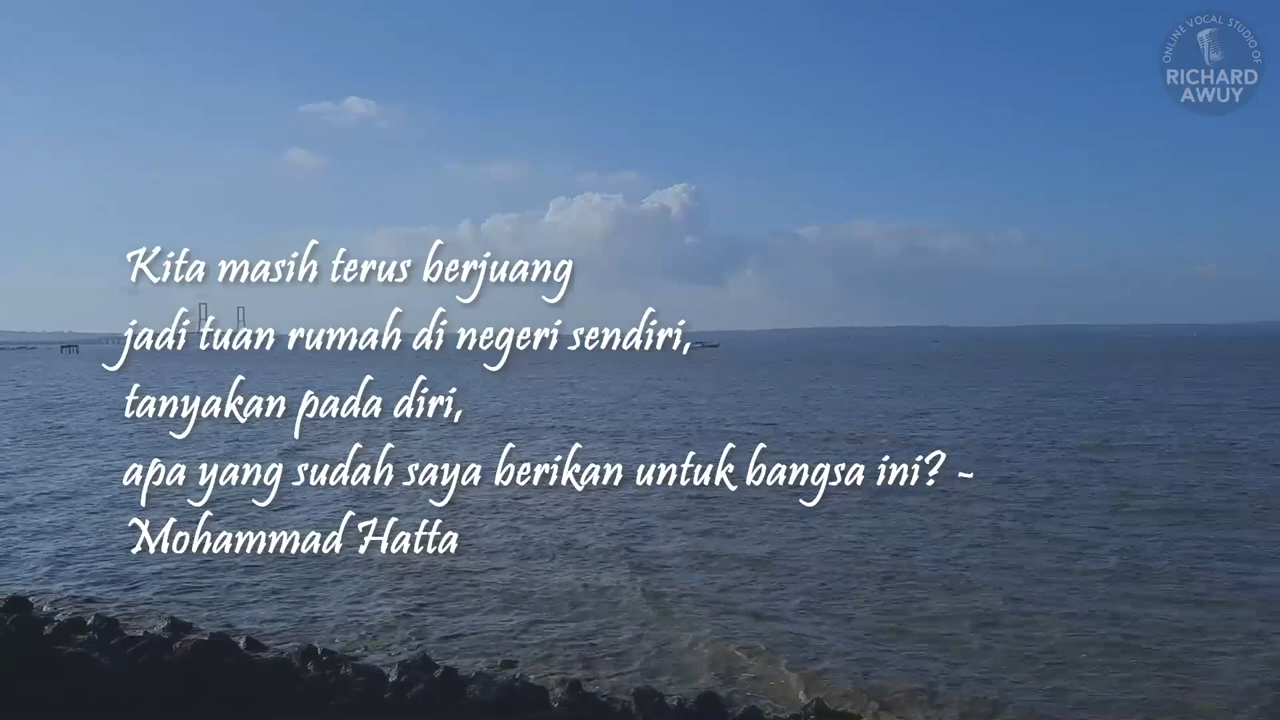 ONLINE VOCAL STUDIO OF
RICHARD
AWUY
Kita masih terus berjuang
jadi tuan rumah di negeri sendiri,
tanyakan pada diri,
apa yang sudah saya berikan untuk bangsa ini? -
Mohammad Hatta